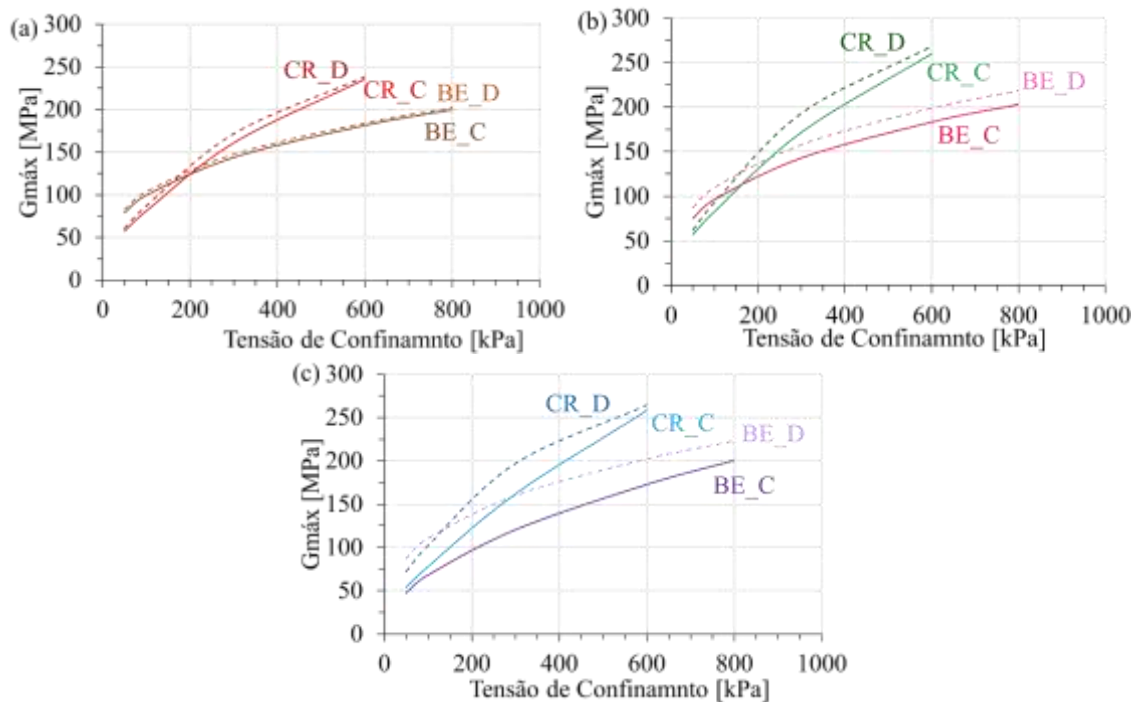 (a)
300
250
200
150
100
50
0
Gmáx [MPa]
CR_D
CR_C
BE_D
BE_C
0 200 400 600 800 1000
Tensão de Confinamnto [kPa]
(b)
300
250
200
150
100
50
0
Gmáx [MPa]
CR_D
CR_C
BE_D
BE_C
0 200 400 600 800 1000
Tensão de Confinamnto [kPa]
(c)
300
250
200
150
100
50
0
Gmáx [MPa]
CR_D
CR_C
BE_D
BE_C
0 200 400 600 800 1000
Tensão de Confinamnto [kPa]